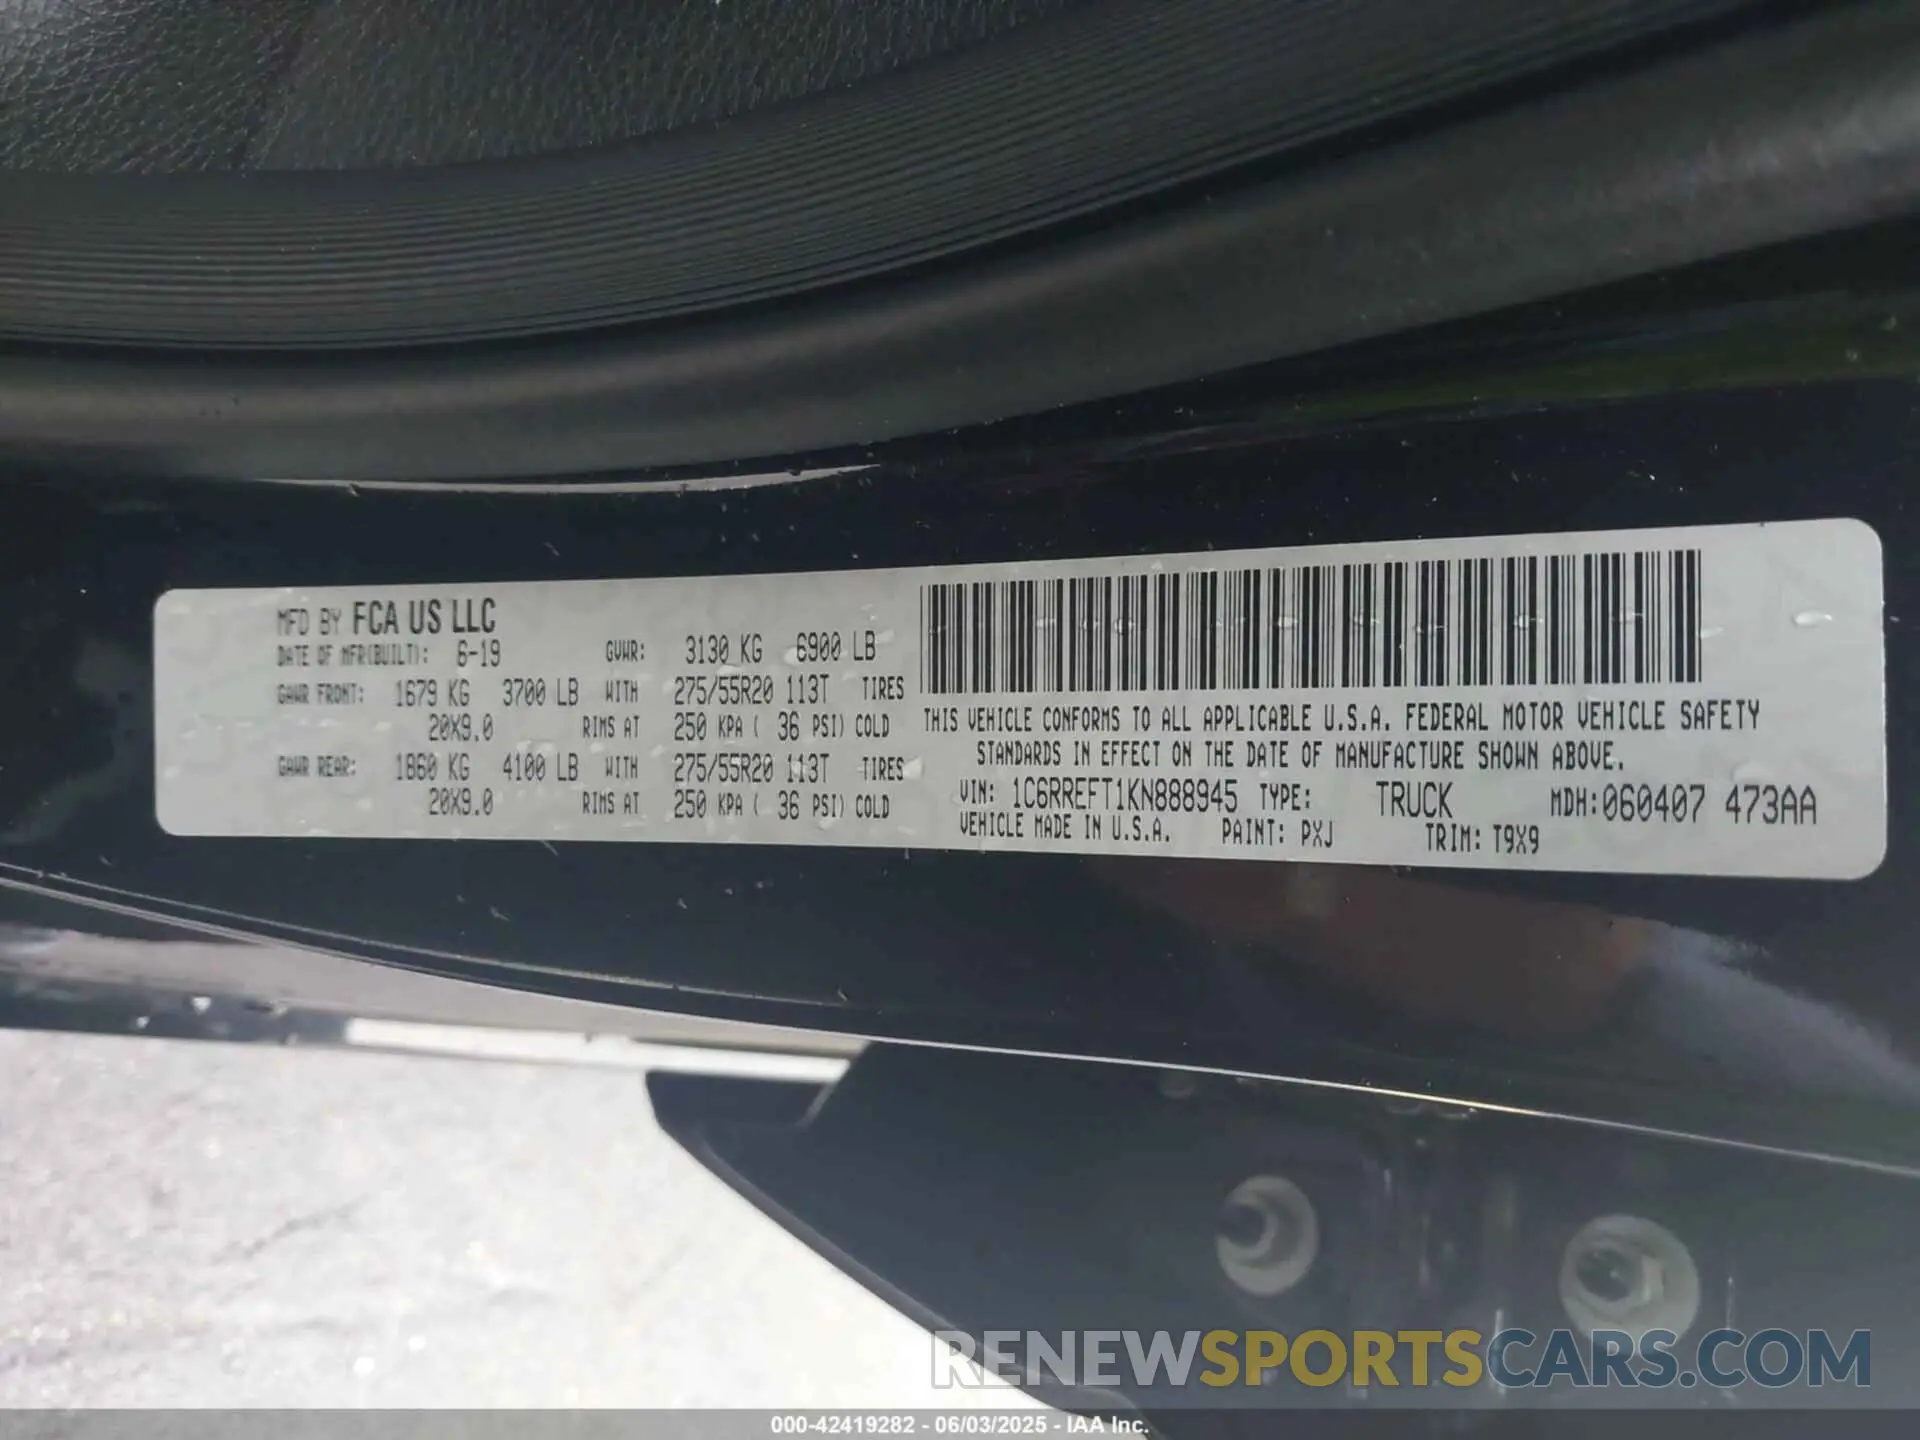 MFD BY FCA US LLC
DATE OF MFR(BUILT): 6-19 GVWR: 3130 KG 6900 LB
GAWR FRONT: 1679 KG 3700 LB WITH 275/55R20 113T TIRES
20X9.0 RIMS AT 250 KPA ( 36 PSI) COLD
GAWR REAR: 1860 KG 4100 LB WITH 275/55R20 113T TIRES
20X9.0 RIMS AT 250 KPA ( 36 PSI) COLD
THIS VEHICLE CONFORMS TO ALL APPLICABLE U.S.A. FEDERAL MOTOR VEHICLE SAFETY
STANDARDS IN EFFECT ON THE DATE OF MANUFACTURE SHOWN ABOVE.
VIN: 1C6RREFT1KN888945 TYPE: TRUCK MDH:060407 473AA
VEHICLE MADE IN U.S.A. PAINT: PXJ TRIM: T9X9
RENEWSPORTSCARS.COM
000-42419282 - 06/03/2025 - IAA Inc.